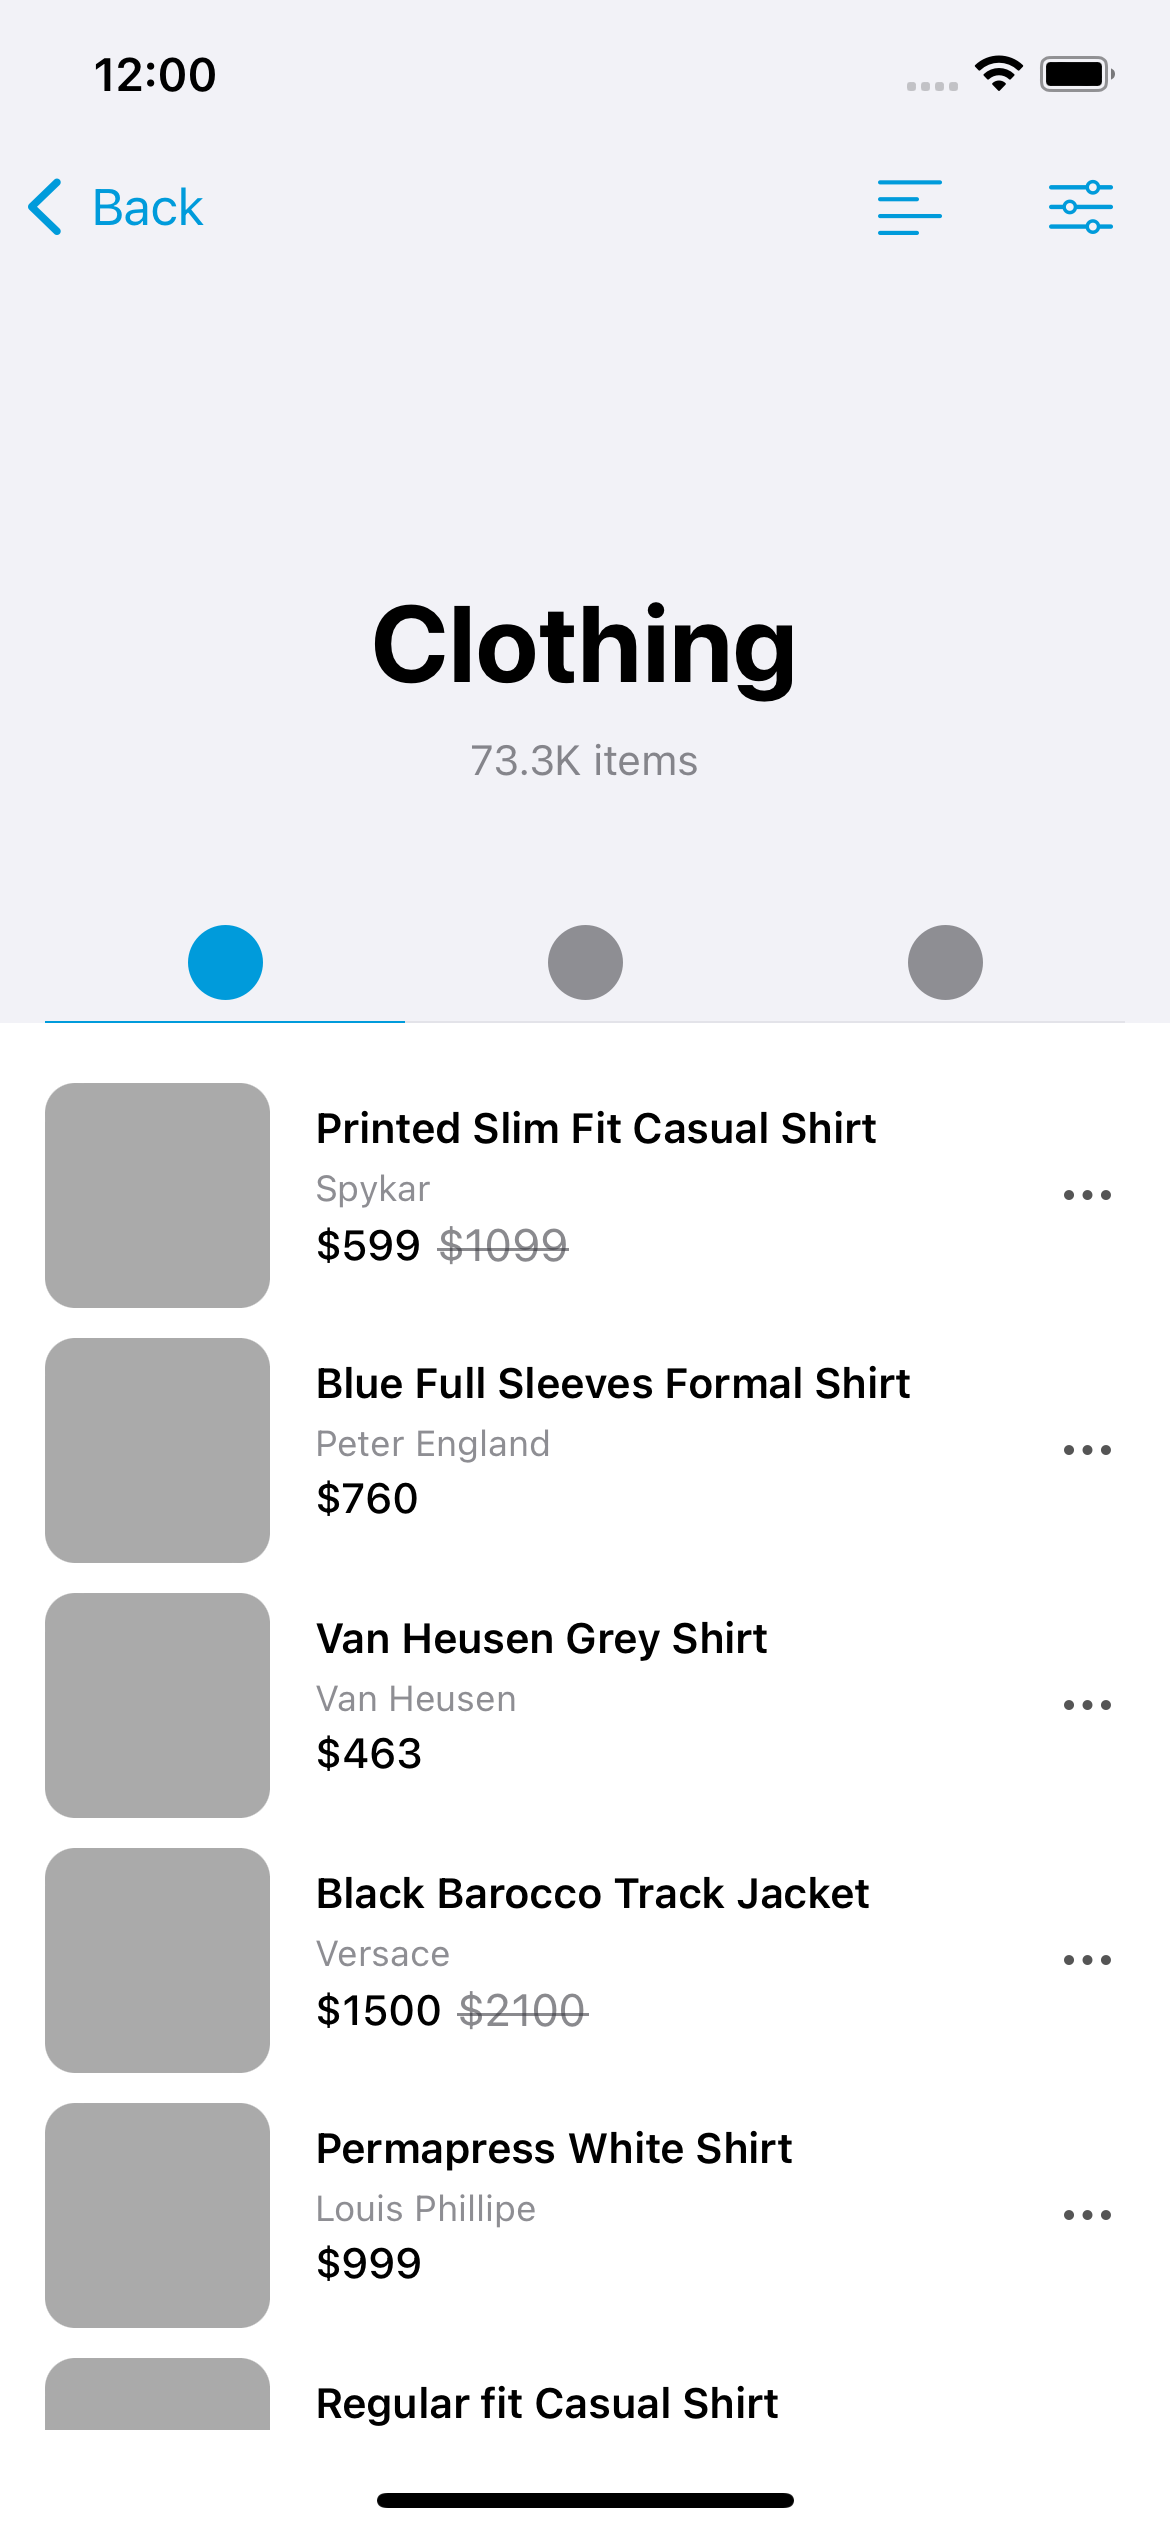 12:00
Back
Clothing
73.3K items
Printed Slim Fit Casual Shirt
Spykar
$599 $1099
Blue Full Sleeves Formal Shirt
Peter England
$760
Van Heusen Grey Shirt
Van Heusen
$463
Black Barocco Track Jacket
Versace
$1500 $2100
Permapress White Shirt
Louis Phillipe
$999
Regular fit Casual Shirt